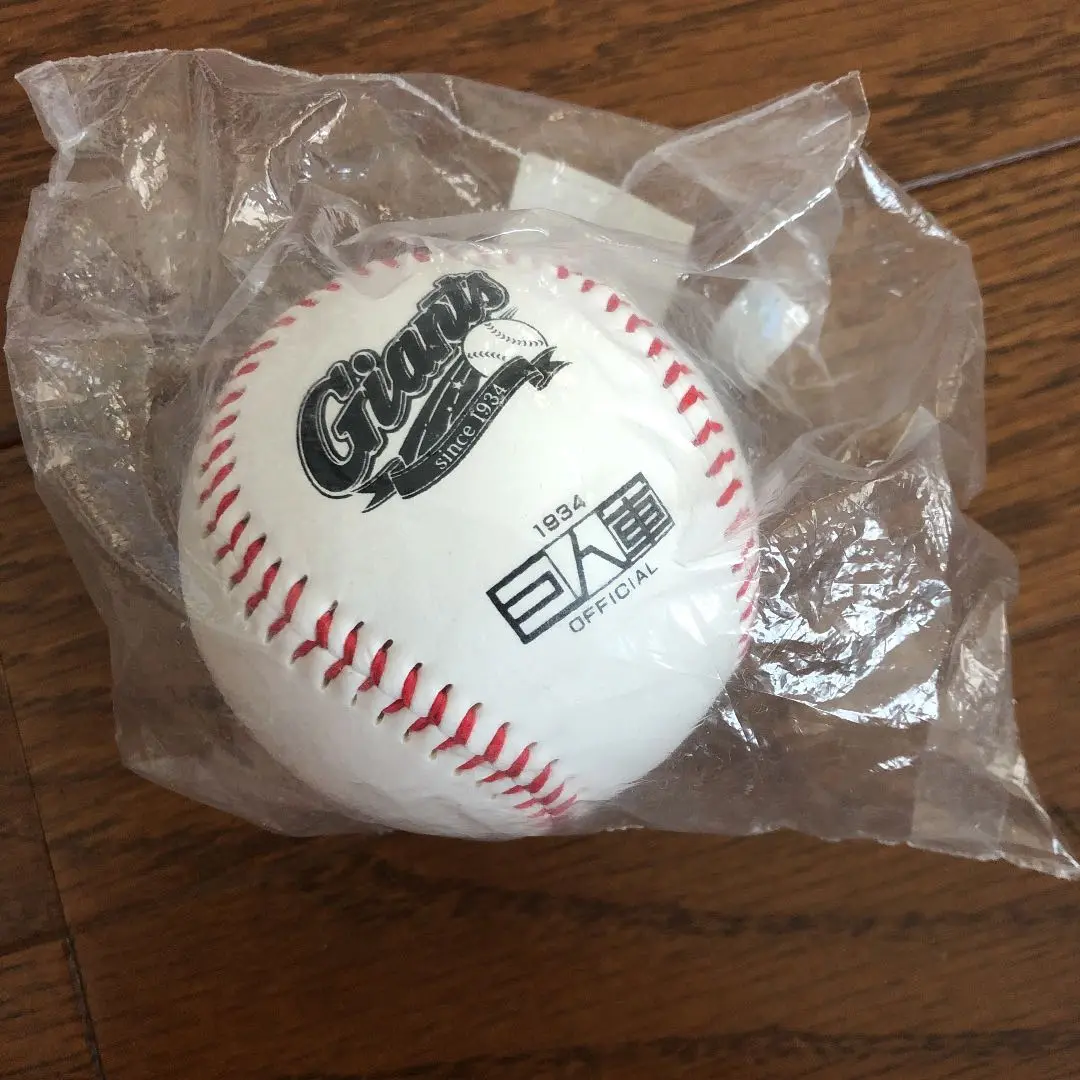 Giants
since 1934
1934
巨人軍
OFFICIAL